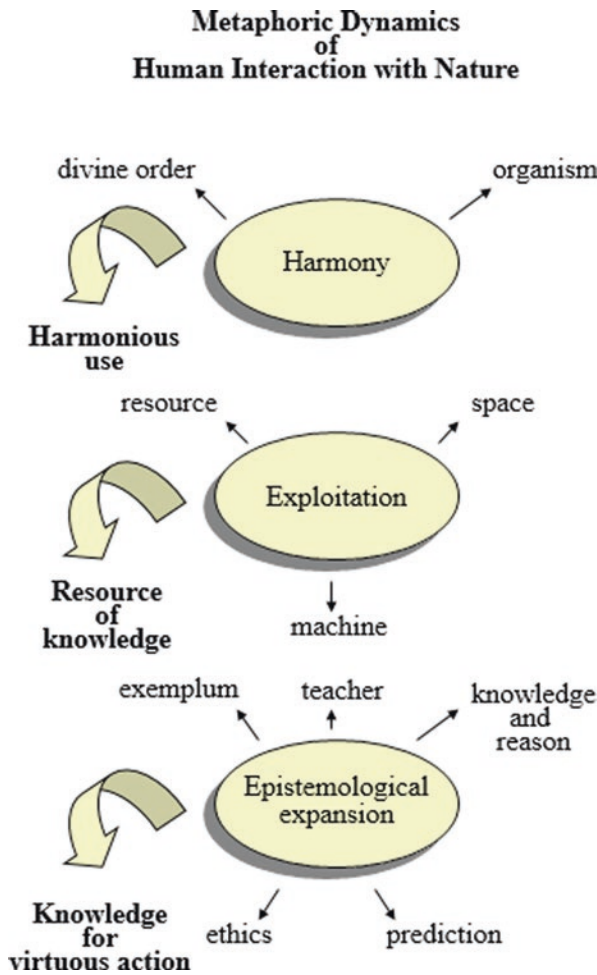 Metaphoric Dynamics
of
Human Interaction with Nature
divine order
organism
Harmony
Harmonious
use
resource
space
Exploitation
Resource
of
knowledge
machine
exemplum
teacher
knowledge
and
reason
Epistemological
expansion
Knowledge
for
virtuous action
ethics
prediction